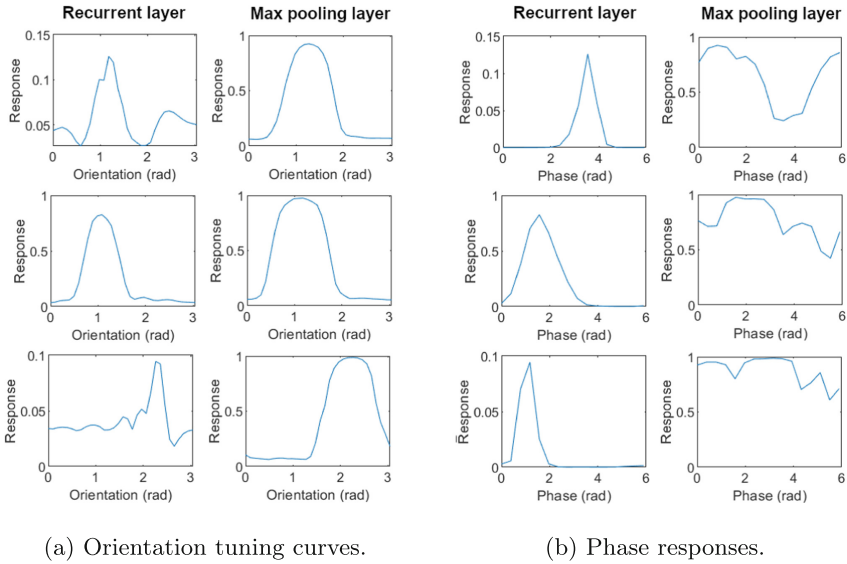 Recurrent layer
Max pooling layer
Recurrent layer
Max pooling layer
0.15
0.1
0.05
Response
0 1 2 3
Orientation (rad)
1
0.5
0
Response
0 1 2 3
Orientation (rad)
0.15
0.1
0.05
0
Response
0 2 4 6
Phase (rad)
1
0.5
0
Response
0 2 4 6
Phase (rad)
1
0.5
0
Response
0 1 2 3
Orientation (rad)
1
0.5
0
Response
0 1 2 3
Orientation (rad)
1
0.5
0
Response
0 2 4 6
Phase (rad)
1
0.5
0
Response
0 2 4 6
Phase (rad)
0.1
0.05
0
Response
0 1 2 3
Orientation (rad)
1
0.5
0
Response
0 1 2 3
Orientation (rad)
0.1
0.05
0
Response
0 2 4 6
Phase (rad)
1
0.5
0
Response
0 2 4 6
Phase (rad)
(a) Orientation tuning curves.
(b) Phase responses.